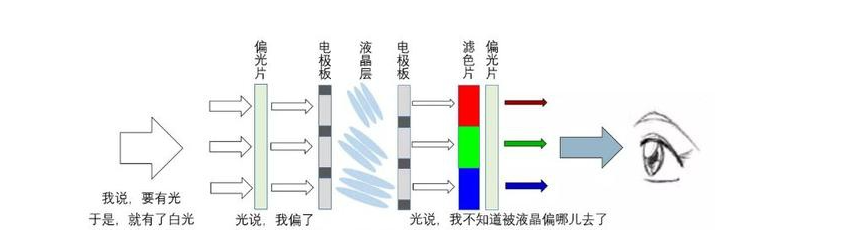 偏光片
电极板
液晶层
电极板
滤色片
偏光片
我说，要有光
于是，就有了白光
光说，我偏了
光说，我不知道被液晶偏哪儿去了